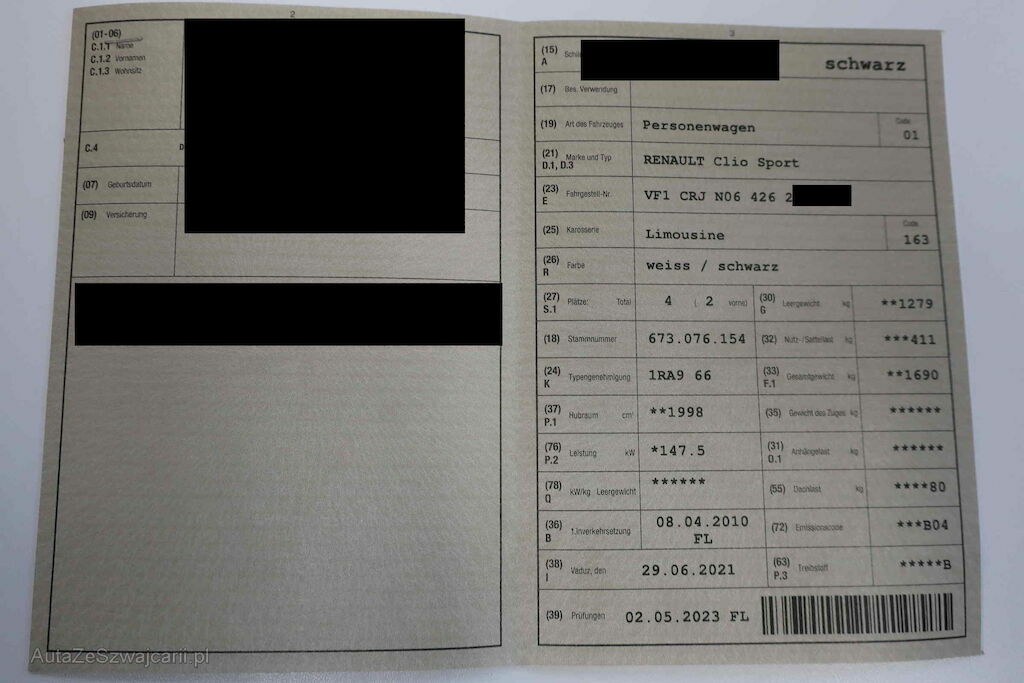 2
(01-06)
C.1.1 Name
C.1.2 Vornamen
C.1.3 Wohnsitz
C.4
(07) Geburtsdatum
(09) Versicherung
3
(15) A schwarz
(17) Bes. Verwendung
(19) Art des Fahrzeuges Personenwagen Code 01
(21) D.1, D.3 Marke und Typ RENAULT Clio Sport
(23) E Fahrgestell-Nr. VF1 CRJ N06 426 2
(25) Karosserie Limousine Code 163
(26) R Farbe weiss / schwarz
(27) S.1 Plätze: Total 4 ( 2 vorne) (30) G Leergewicht kg **1279
(18) Stammnummer 673.076.154 (32) Nutz-/Sattellast kg ***411
(24) K Typengenehmigung 1RA9 66 (33) F.1 Gesamtgewicht kg **1690
(37) P.1 Hubraum cm³ **1998 (35) Gewicht des Zuges kg ******
(76) P.2 Leistung kW *147.5 (31) O.1 Anhängelast kg ******
(78) Q kW/kg Leergewicht ****** (55) Dachlast kg ****80
(36) B 1.Inverkehrsetzung 08.04.2010 FL (72) Emissionscode ***B04
(38) I Vaduz, den 29.06.2021 (63) P.3 Treibstoff *****B
(39) Prüfungen 02.05.2023 FL
AutaZeSzwajcarii.pl